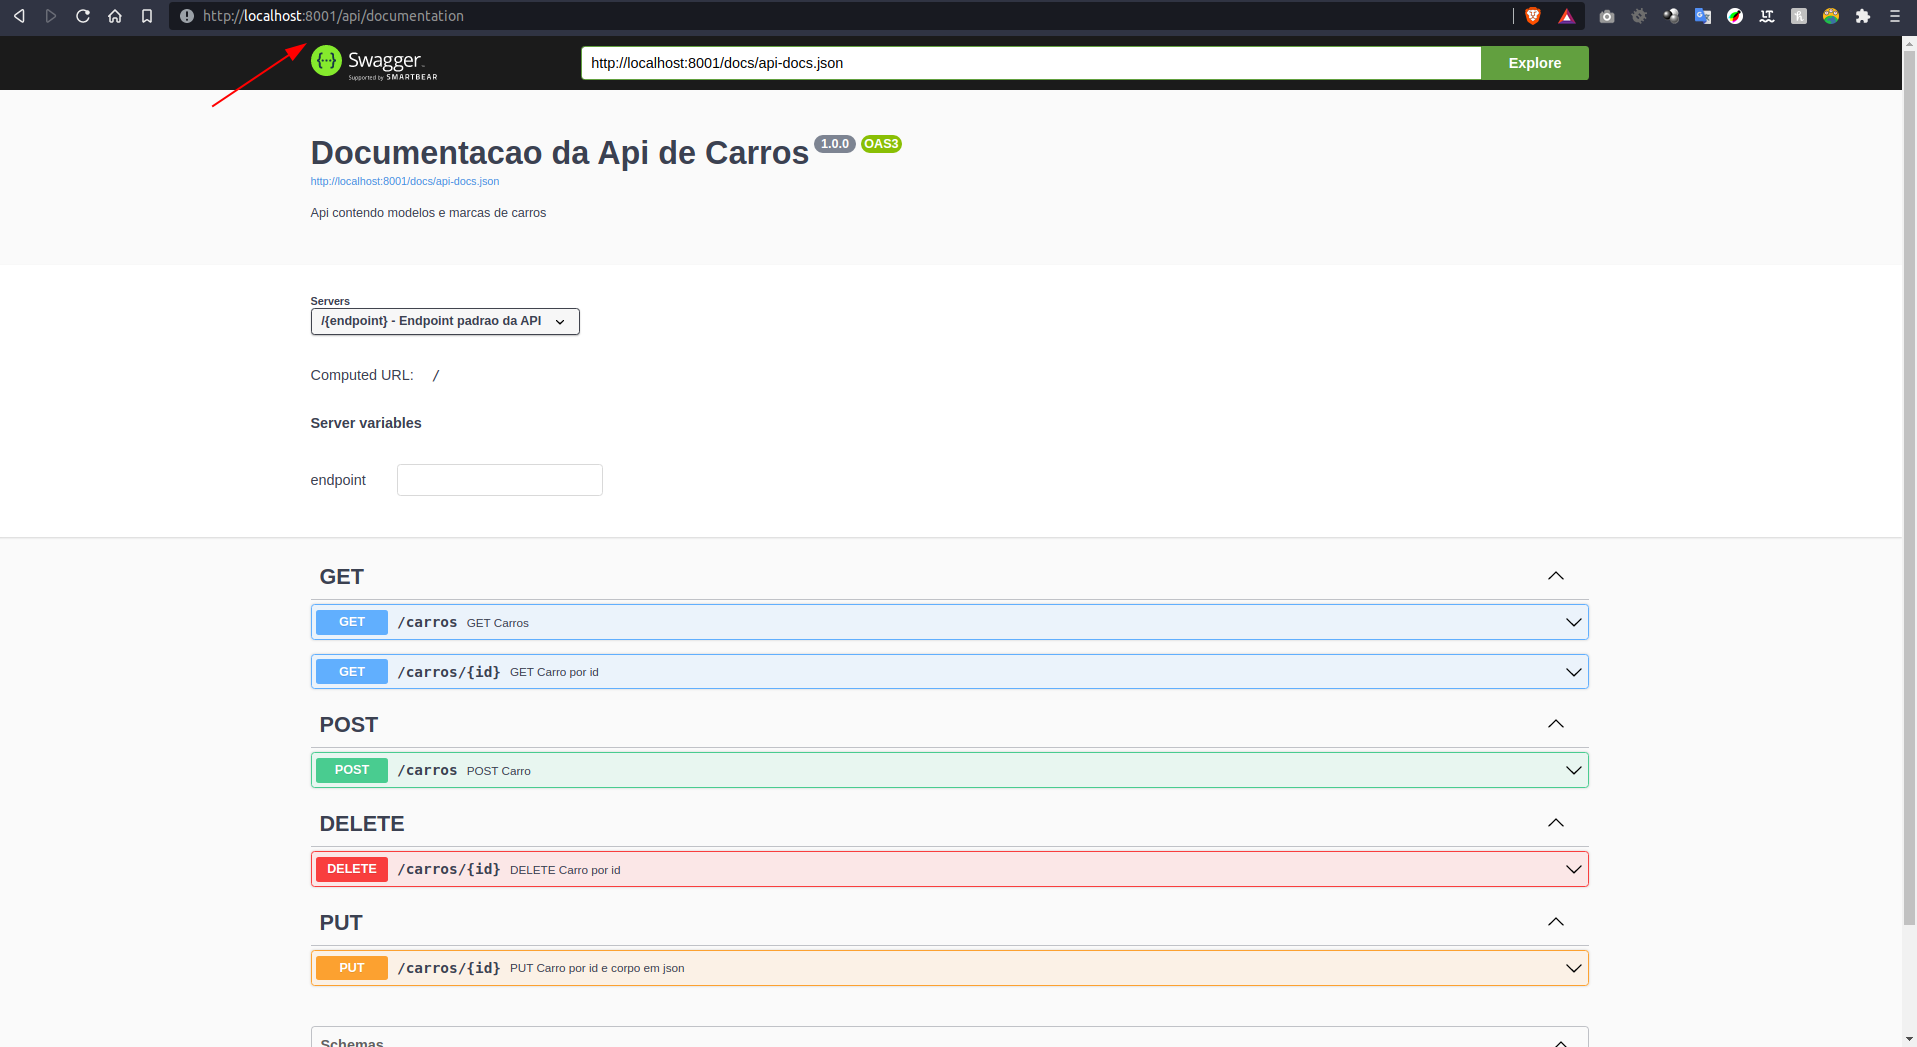 http://localhost:8001/api/documentation
Swagger
Supported by SMARTBEAR
http://localhost:8001/docs/api-docs.json
Explore
Documentacao da Api de Carros 1.0.0 OAS3
http://localhost:8001/docs/api-docs.json
Api contendo modelos e marcas de carros
Servers
/{endpoint} - Endpoint padrao da API
Computed URL: /
Server variables
endpoint
GET
GET /carros GET Carros
GET /carros/{id} GET Carro por id
POST
POST /carros POST Carro
DELETE
DELETE /carros/{id} DELETE Carro por id
PUT
PUT /carros/{id} PUT Carro por id e corpo em json
Schemas